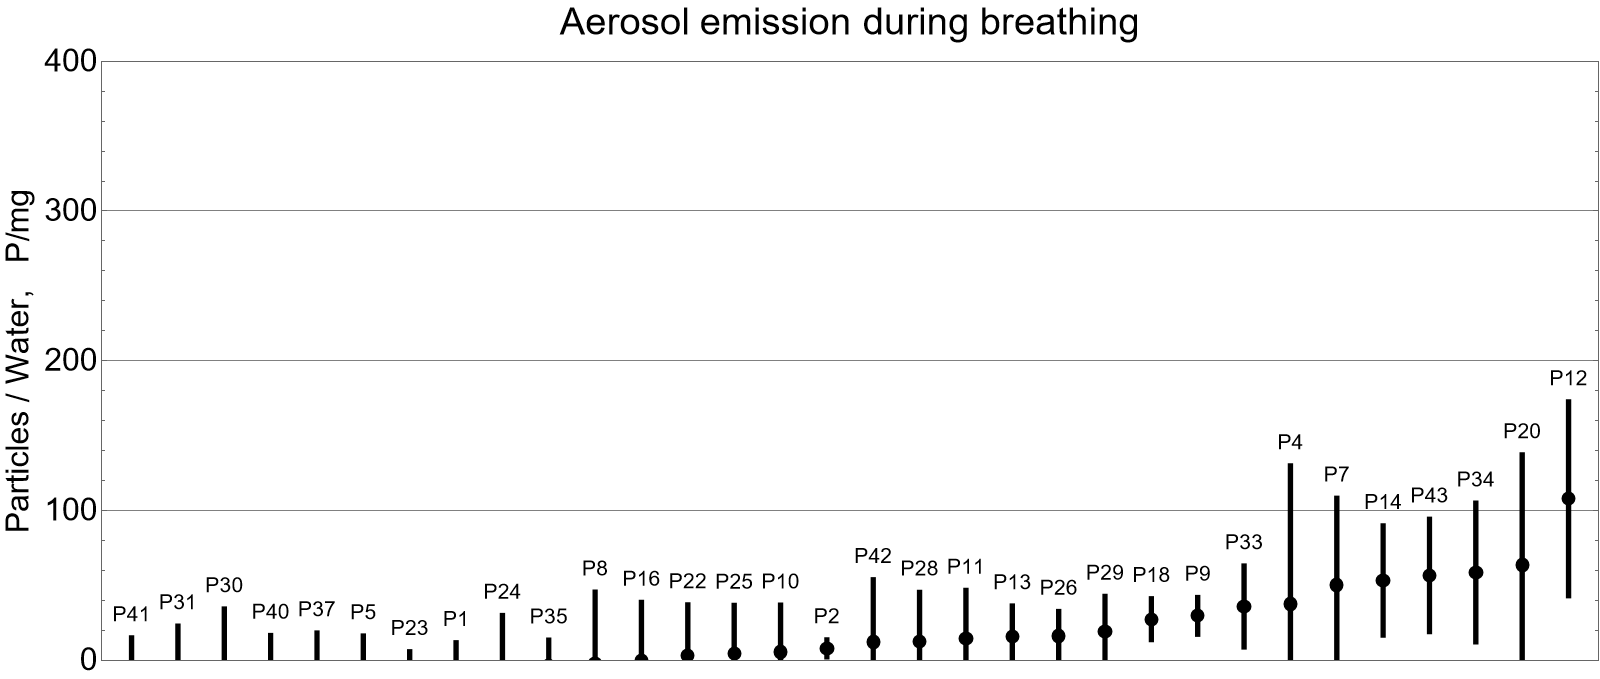 Aerosol emission during breathing
Particles / Water, P/mg
400
300
200
100
0
P41
P31
P30
P40
P37
P5
P23
P1
P24
P35
P8
P16
P22
P25
P10
P2
P42
P28
P11
P13
P26
P29
P18
P9
P33
P4
P7
P14
P43
P34
P20
P12